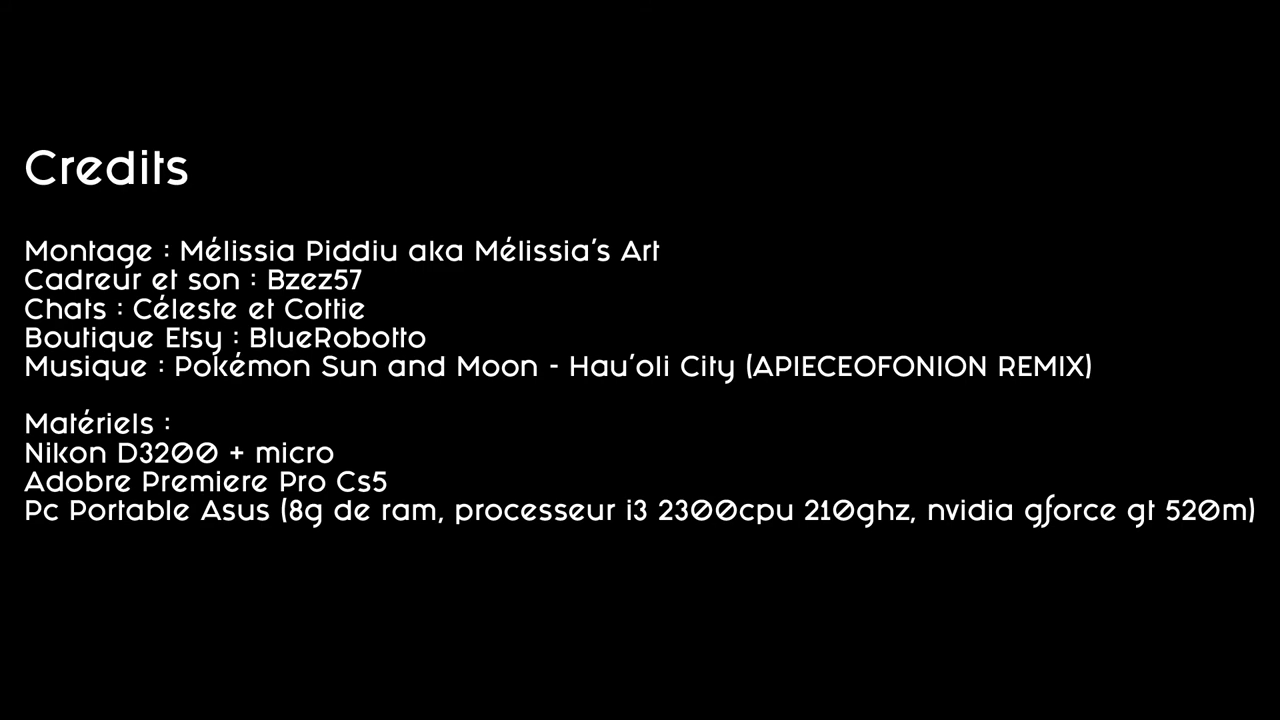 Credits
Montage : Mélissia Piddiu aka Mélissia's Art
Cadreur et son : Bzez57
Chats : Céleste et Cottie
Boutique Etsy : BlueRobotto
Musique : Pokémon Sun and Moon - Hau'oli City (APIECEOFONION REMIX)
Matériels :
Nikon D3200 + micro
Adobre Premiere Pro Cs5
Pc Portable Asus (8g de ram, processeur i3 2300cpu 210ghz, nvidia gforce gt 520m)